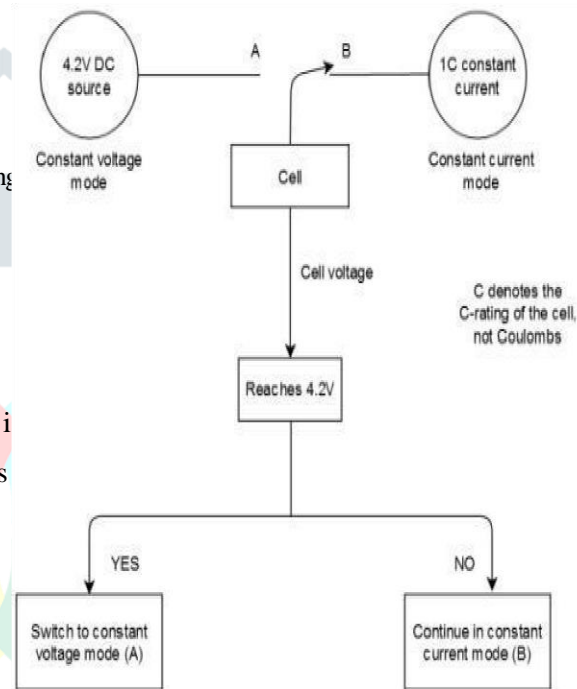 A
B
4.2V DC
source
1C constant
current
Constant voltage
mode
Constant current
mode
Cell
Cell voltage
C denotes the
C-rating of the cell,
not Coulombs
Reaches 4.2V
YES
NO
Switch to constant
voltage mode (A)
Continue in constant
current mode (B)